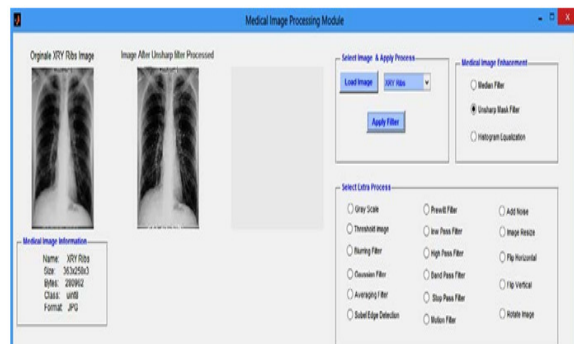 Medical Image Processing Module
Orginale XRY Ribs Image
Image After Unsharp filter Processed
Select Image & Apply Process
Load Image
XRY Ribs
Apply Filter
Medical Image Enhacement
Median Filter
Unsharp Mask Filter
Histogram Equalization
Medical Image Information
Name: XRY Ribs
Size: 363x258x3
Bytes: 280962
Class: uint8
Format: JPG
Select Extra Process
Gray Scale
Threshold Image
Blurring Filter
Gaussian Filter
Averaging Filter
Subel Edge Detection
Prewitt Filter
low Pass Filter
High Pass Filter
Band Pass Filter
Stop Pass Filter
Motion Filter
Add Noise
Image Resize
Flip Horizontal
Flip Vertical
Rotate Image